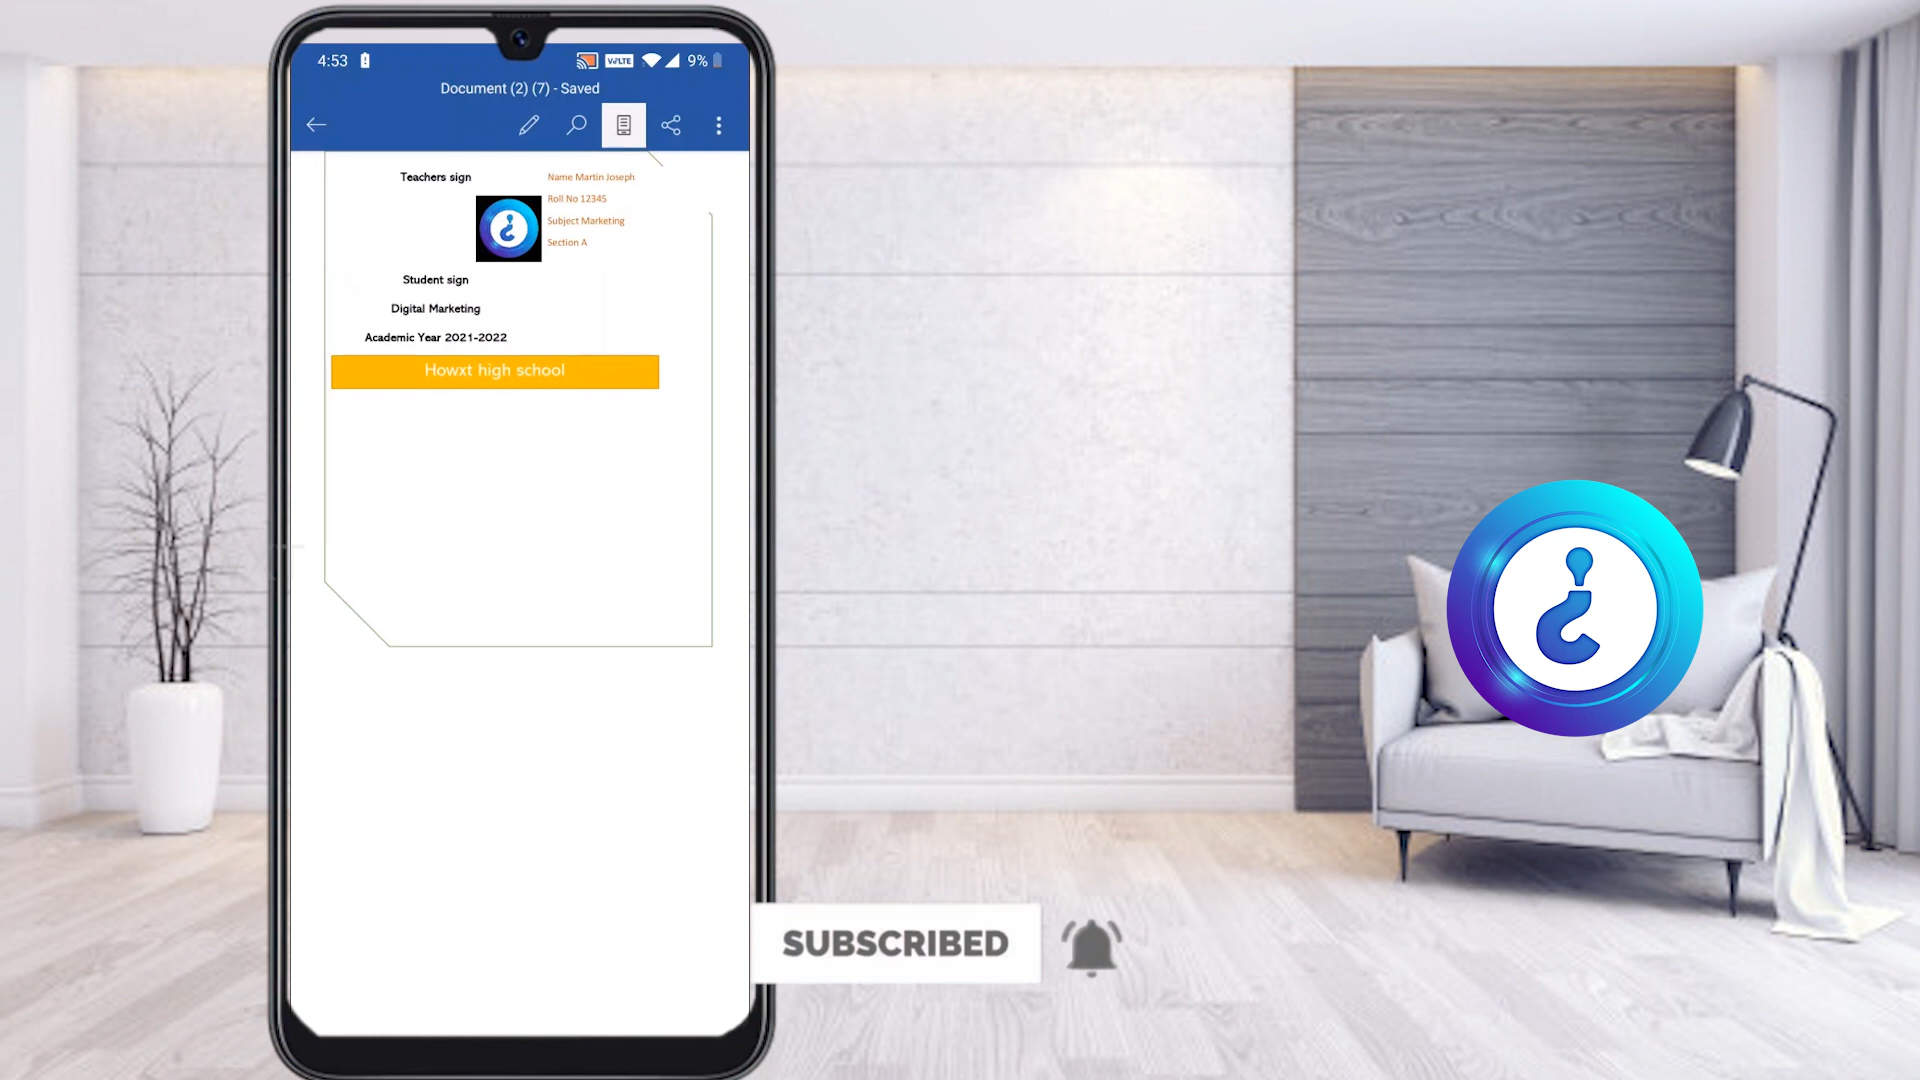 4:53
VoLTE
9%
Document (2) (7) - Saved
Teachers sign
Name Martin Joseph
Roll No 12345
Subject Marketing
Section A
Student sign
Digital Marketing
Academic Year 2021-2022
Howxt high school
SUBSCRIBED